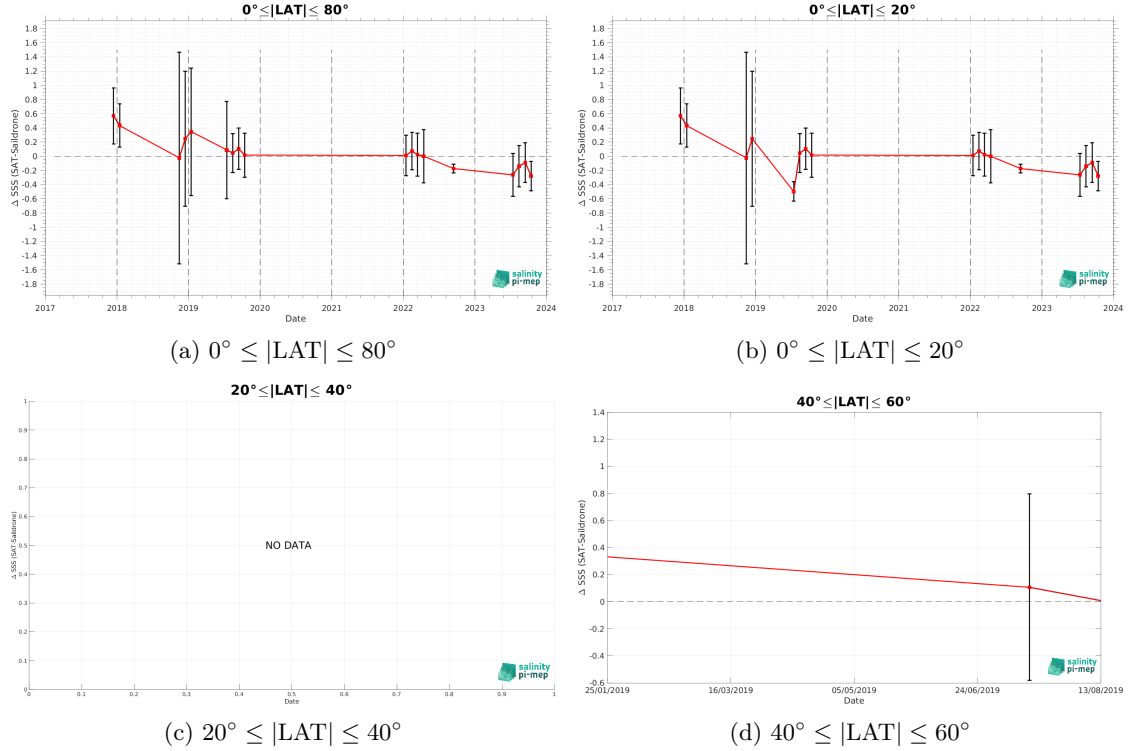 0°≤|LAT|≤ 80°
Δ SSS (SAT-Saildrone)
1.8
1.6
1.4
1.2
1
0.8
0.6
0.4
0.2
0
-0.2
-0.4
-0.6
-0.8
-1
-1.2
-1.4
-1.6
-1.8
2017 2018 2019 2020 2021 2022 2023 2024
Date
salinity
pi-mep
(a) 0° ≤ |LAT| ≤ 80°
0°≤|LAT|≤ 20°
Δ SSS (SAT-Saildrone)
1.8
1.6
1.4
1.2
1
0.8
0.6
0.4
0.2
0
-0.2
-0.4
-0.6
-0.8
-1
-1.2
-1.4
-1.6
-1.8
2017 2018 2019 2020 2021 2022 2023 2024
Date
salinity
pi-mep
(b) 0° ≤ |LAT| ≤ 20°
20°≤|LAT|≤ 40°
Δ SSS (SAT-Saildrone)
1
0.9
0.8
0.7
0.6
0.5
0.4
0.3
0.2
0.1
0
NO DATA
0 0.1 0.2 0.3 0.4 0.5 0.6 0.7 0.8 0.9 1
Date
salinity
pi-mep
(c) 20° ≤ |LAT| ≤ 40°
40°≤|LAT|≤ 60°
Δ SSS (SAT-Saildrone)
1.4
1.2
1
0.8
0.6
0.4
0.2
0
-0.2
-0.4
-0.6
25/01/2019 16/03/2019 05/05/2019 24/06/2019 13/08/2019
Date
salinity
pi-mep
(d) 40° ≤ |LAT| ≤ 60°